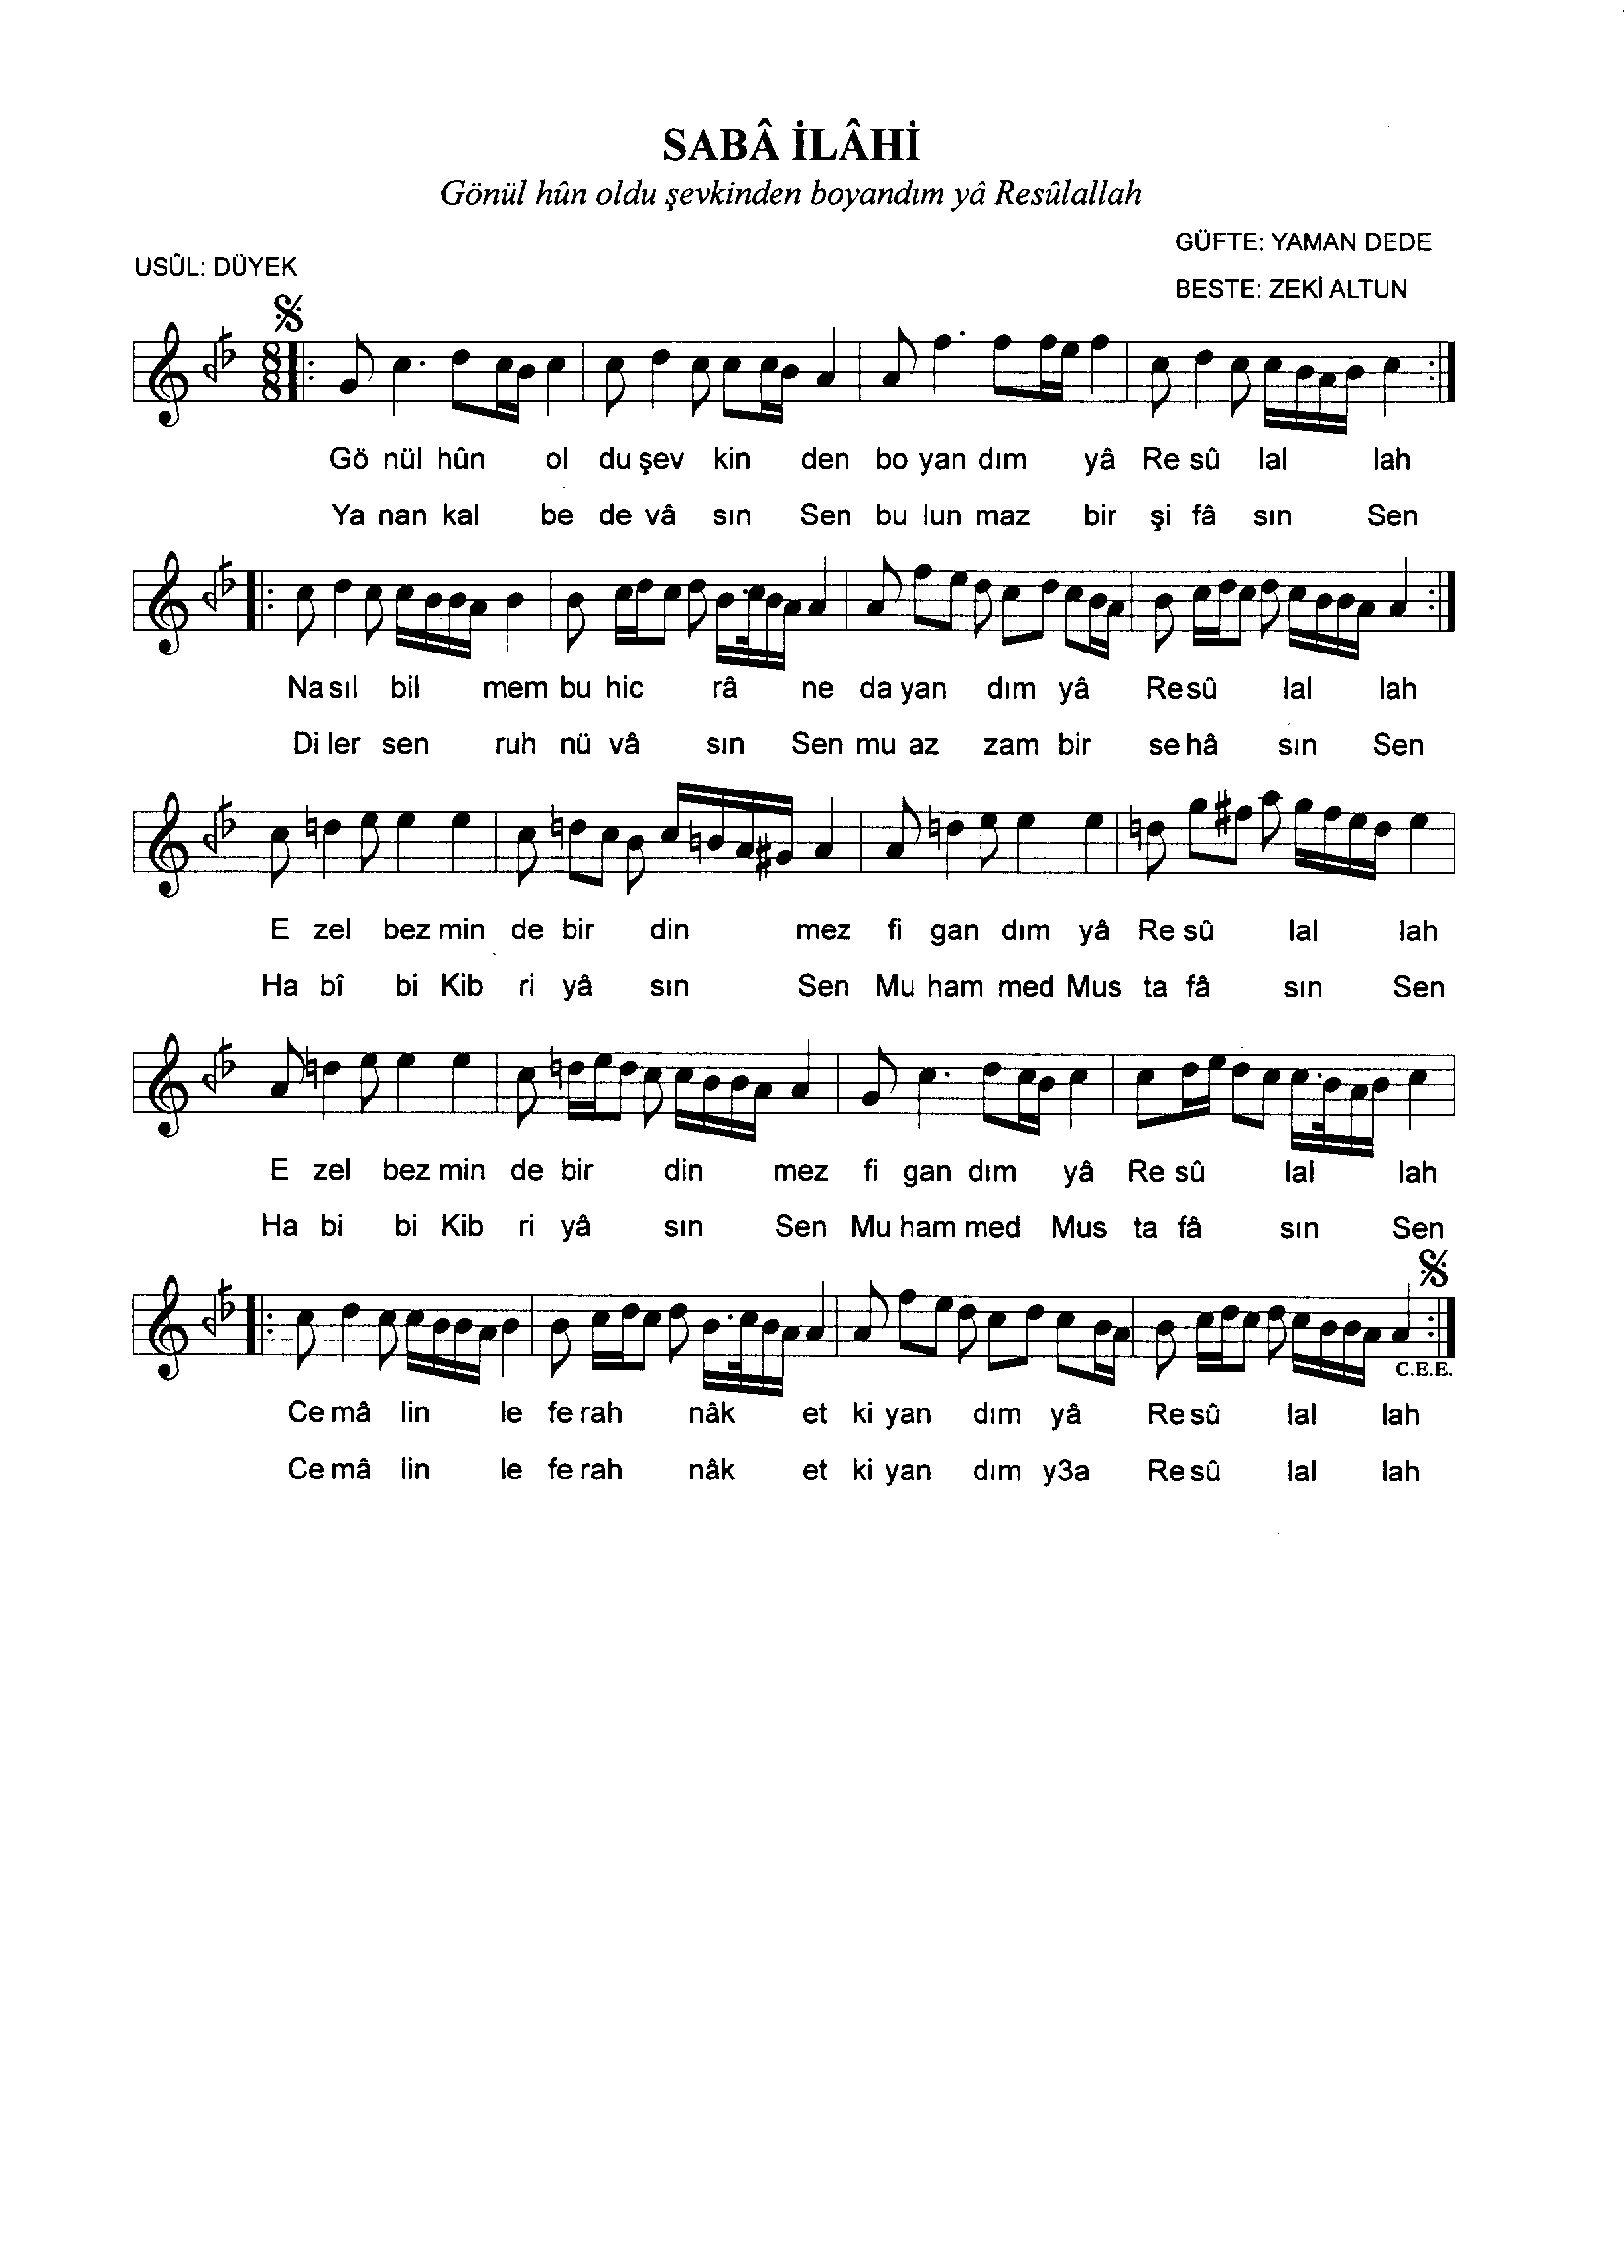 SABÂ İLÂHİ
Gönül hûn oldu şevkinden boyandım yâ Resûlallah
GÜFTE: YAMAN DEDE
USÛL: DÜYEK
BESTE: ZEKİ ALTUN
8
8
Gö nül hûn ol du şev kin den bo yan dım yâ Re sû lal lah
Ya nan kal be de vâ sın Sen bu lun maz bir şi fâ sın Sen
Na sıl bil mem bu hic râ ne da yan dım yâ Re sû lal lah
Di ler sen ruh nü vâ sın Sen mu az zam bir se hâ sın Sen
E zel bez min de bir din mez fi gan dım yâ Re sû lal lah
Ha bî bi Kib ri yâ sın Sen Mu ham med Mus ta fâ sın Sen
E zel bez min de bir din mez fi gan dım yâ Re sû lal lah
Ha bi bi Kib ri yâ sın Sen Mu ham med Mus ta fâ sın Sen
C.E.E.
Ce mâ lin le fe rah nâk et ki yan dım yâ Re sû lal lah
Ce mâ lin le fe rah nâk et ki yan dım y3a Re sû lal lah